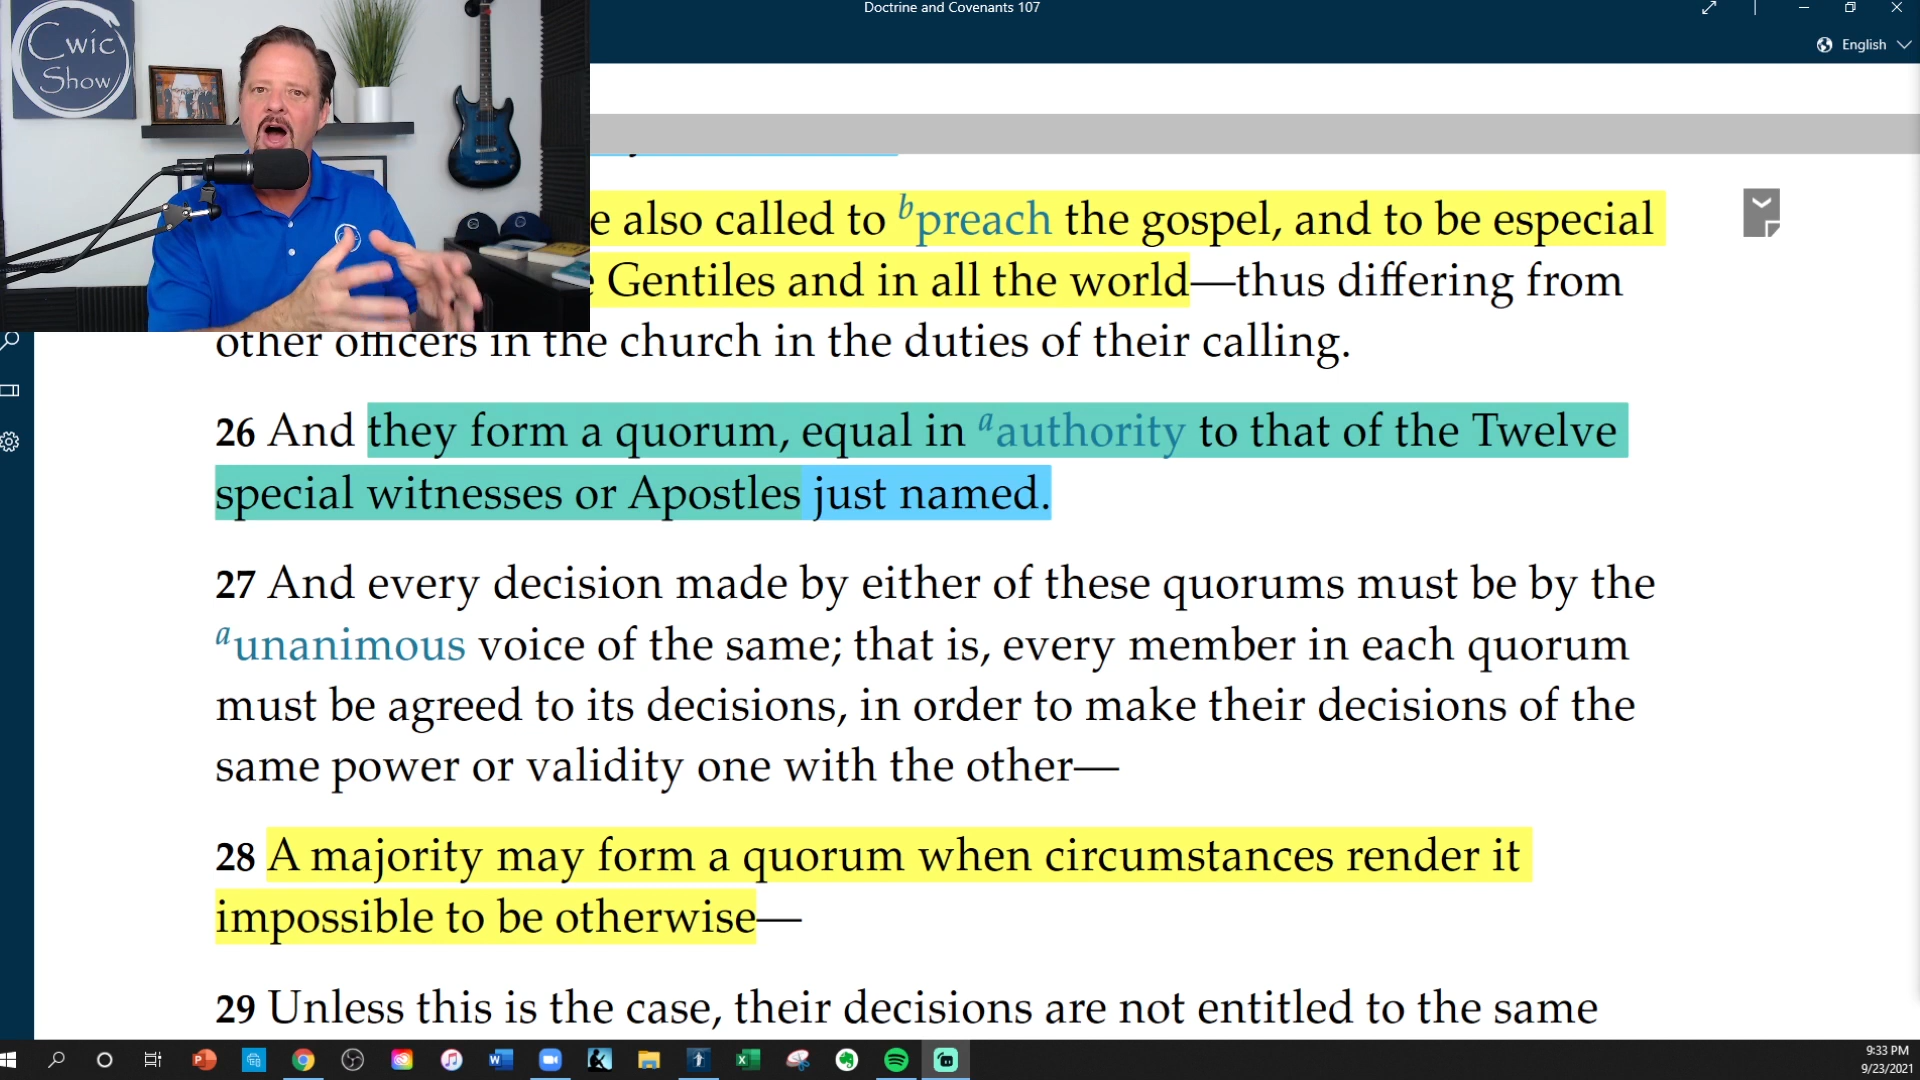 Doctrine and Covenants 107
English
Cwic
Show
e also called to b preach the gospel, and to be especial
Gentiles and in all the world—thus differing from
other officers in the church in the duties of their calling.
26 And they form a quorum, equal in a authority to that of the Twelve
special witnesses or Apostles just named.
27 And every decision made by either of these quorums must be by the
a unanimous voice of the same; that is, every member in each quorum
must be agreed to its decisions, in order to make their decisions of the
same power or validity one with the other—
28 A majority may form a quorum when circumstances render it
impossible to be otherwise—
29 Unless this is the case, their decisions are not entitled to the same
9:33 PM
9/23/2021